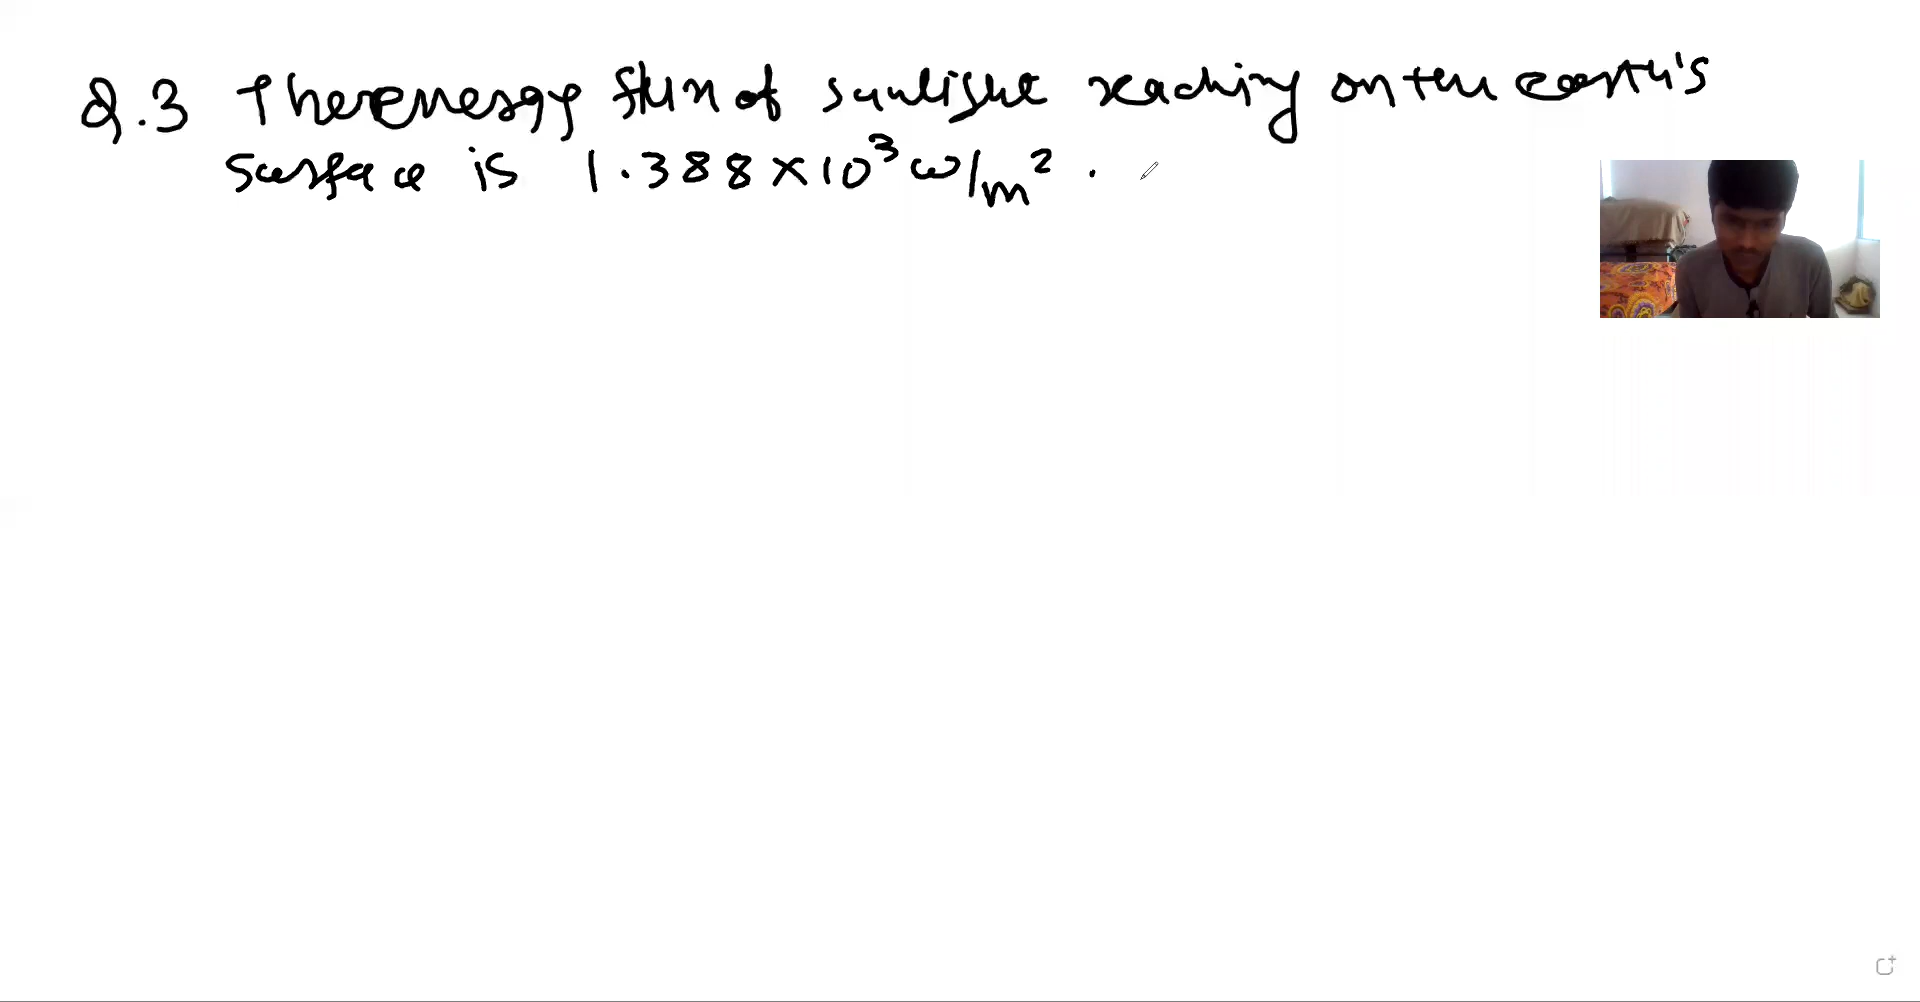 Q.3 The energy flux of sunlight reaching on the earth's
surface is 1.388 × 10³ W/m² .